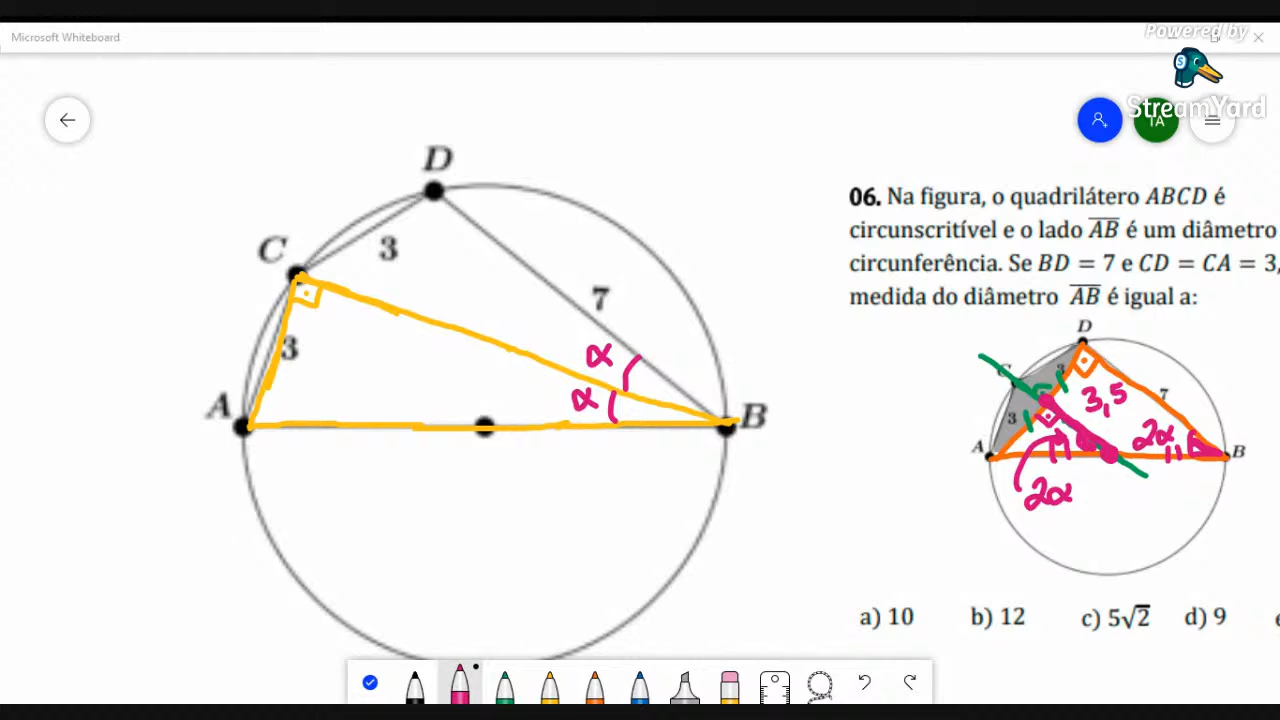 Microsoft Whiteboard
Powered by
StreamYard
IA
D
C
3
7
3
α
α
A
B
06. Na figura, o quadrilátero ABCD é
circunscritível e o lado AB é um diâmetro
circunferência. Se BD = 7 e CD = CA = 3,
medida do diâmetro AB é igual a:
D
C
3
3,5
7
3
2α
A
B
2α
a) 10 b) 12 c) 5√2 d) 9